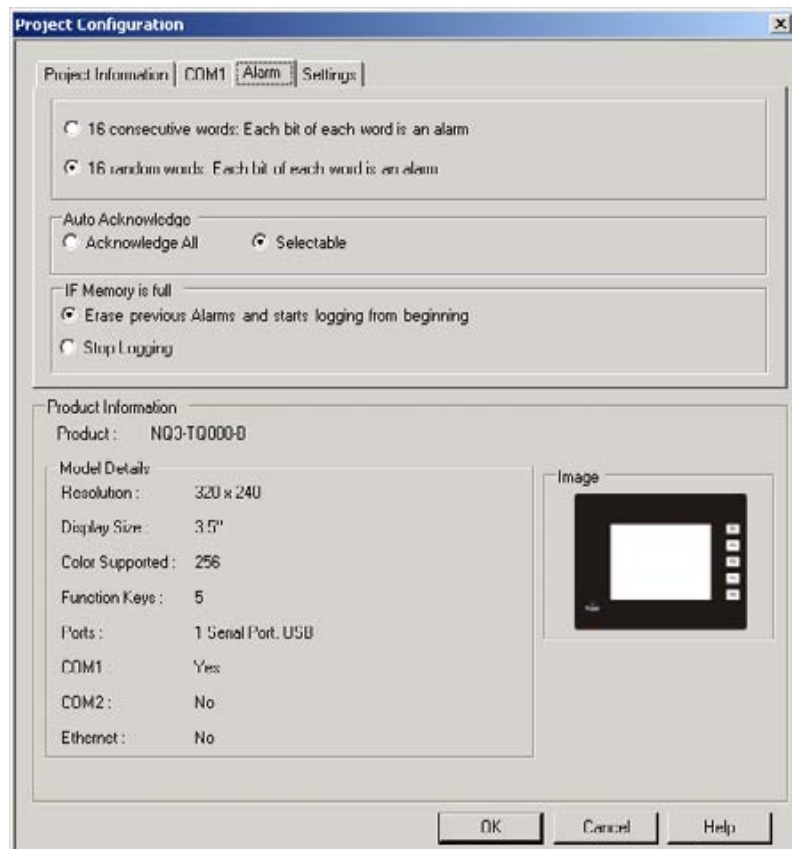 Project Configuration
Project Information COM1 Alarm Settings
16 consecutive words: Each bit of each word is an alarm
16 random words: Each bit of each word is an alarm
Auto Acknowledge
Acknowledge All Selectable
IF Memory is full
Erase previous Alarms and starts logging from beginning
Stop Logging
Product Information
Product : NQ3-TQ000-B
Model Details
Resolution : 320 x 240
Display Size : 3.5"
Color Supported : 256
Function Keys : 5
Ports : 1 Serial Port, USB
COM1 : Yes
COM2 : No
Ethernet : No
Image
OK Cancel Help